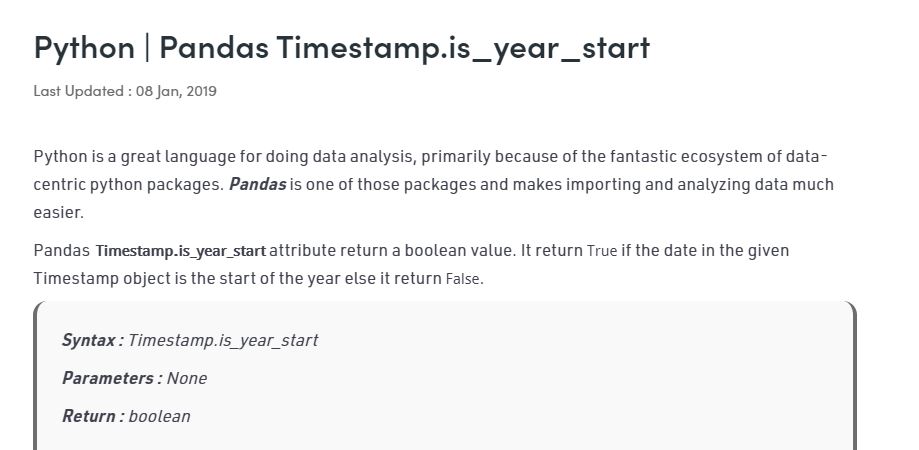 Python | Pandas Timestamp.is_year_start
Last Updated : 08 Jan, 2019
Python is a great language for doing data analysis, primarily because of the fantastic ecosystem of data-
centric python packages. Pandas is one of those packages and makes importing and analyzing data much
easier.
Pandas Timestamp.is_year_start attribute return a boolean value. It return True if the date in the given
Timestamp object is the start of the year else it return False.
Syntax : Timestamp.is_year_start
Parameters : None
Return : boolean